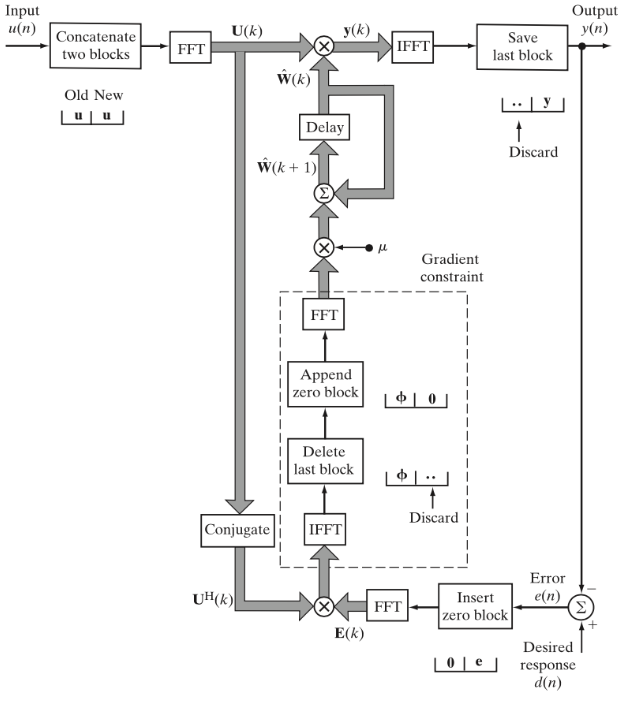 Input
u(n)
Concatenate
two blocks
FFT
U(k)
y(k)
IFFT
Save
last block
Output
y(n)
Old New
u | u
Ŵ(k)
Delay
.. | y
Discard
Ŵ(k + 1)
Σ
μ
Gradient
constraint
FFT
Append
zero block
ϕ | 0
Delete
last block
ϕ | ..
Discard
IFFT
Conjugate
U^H(k)
E(k)
FFT
Insert
zero block
0 | e
Error
e(n)
−
Σ
+
Desired
response
d(n)